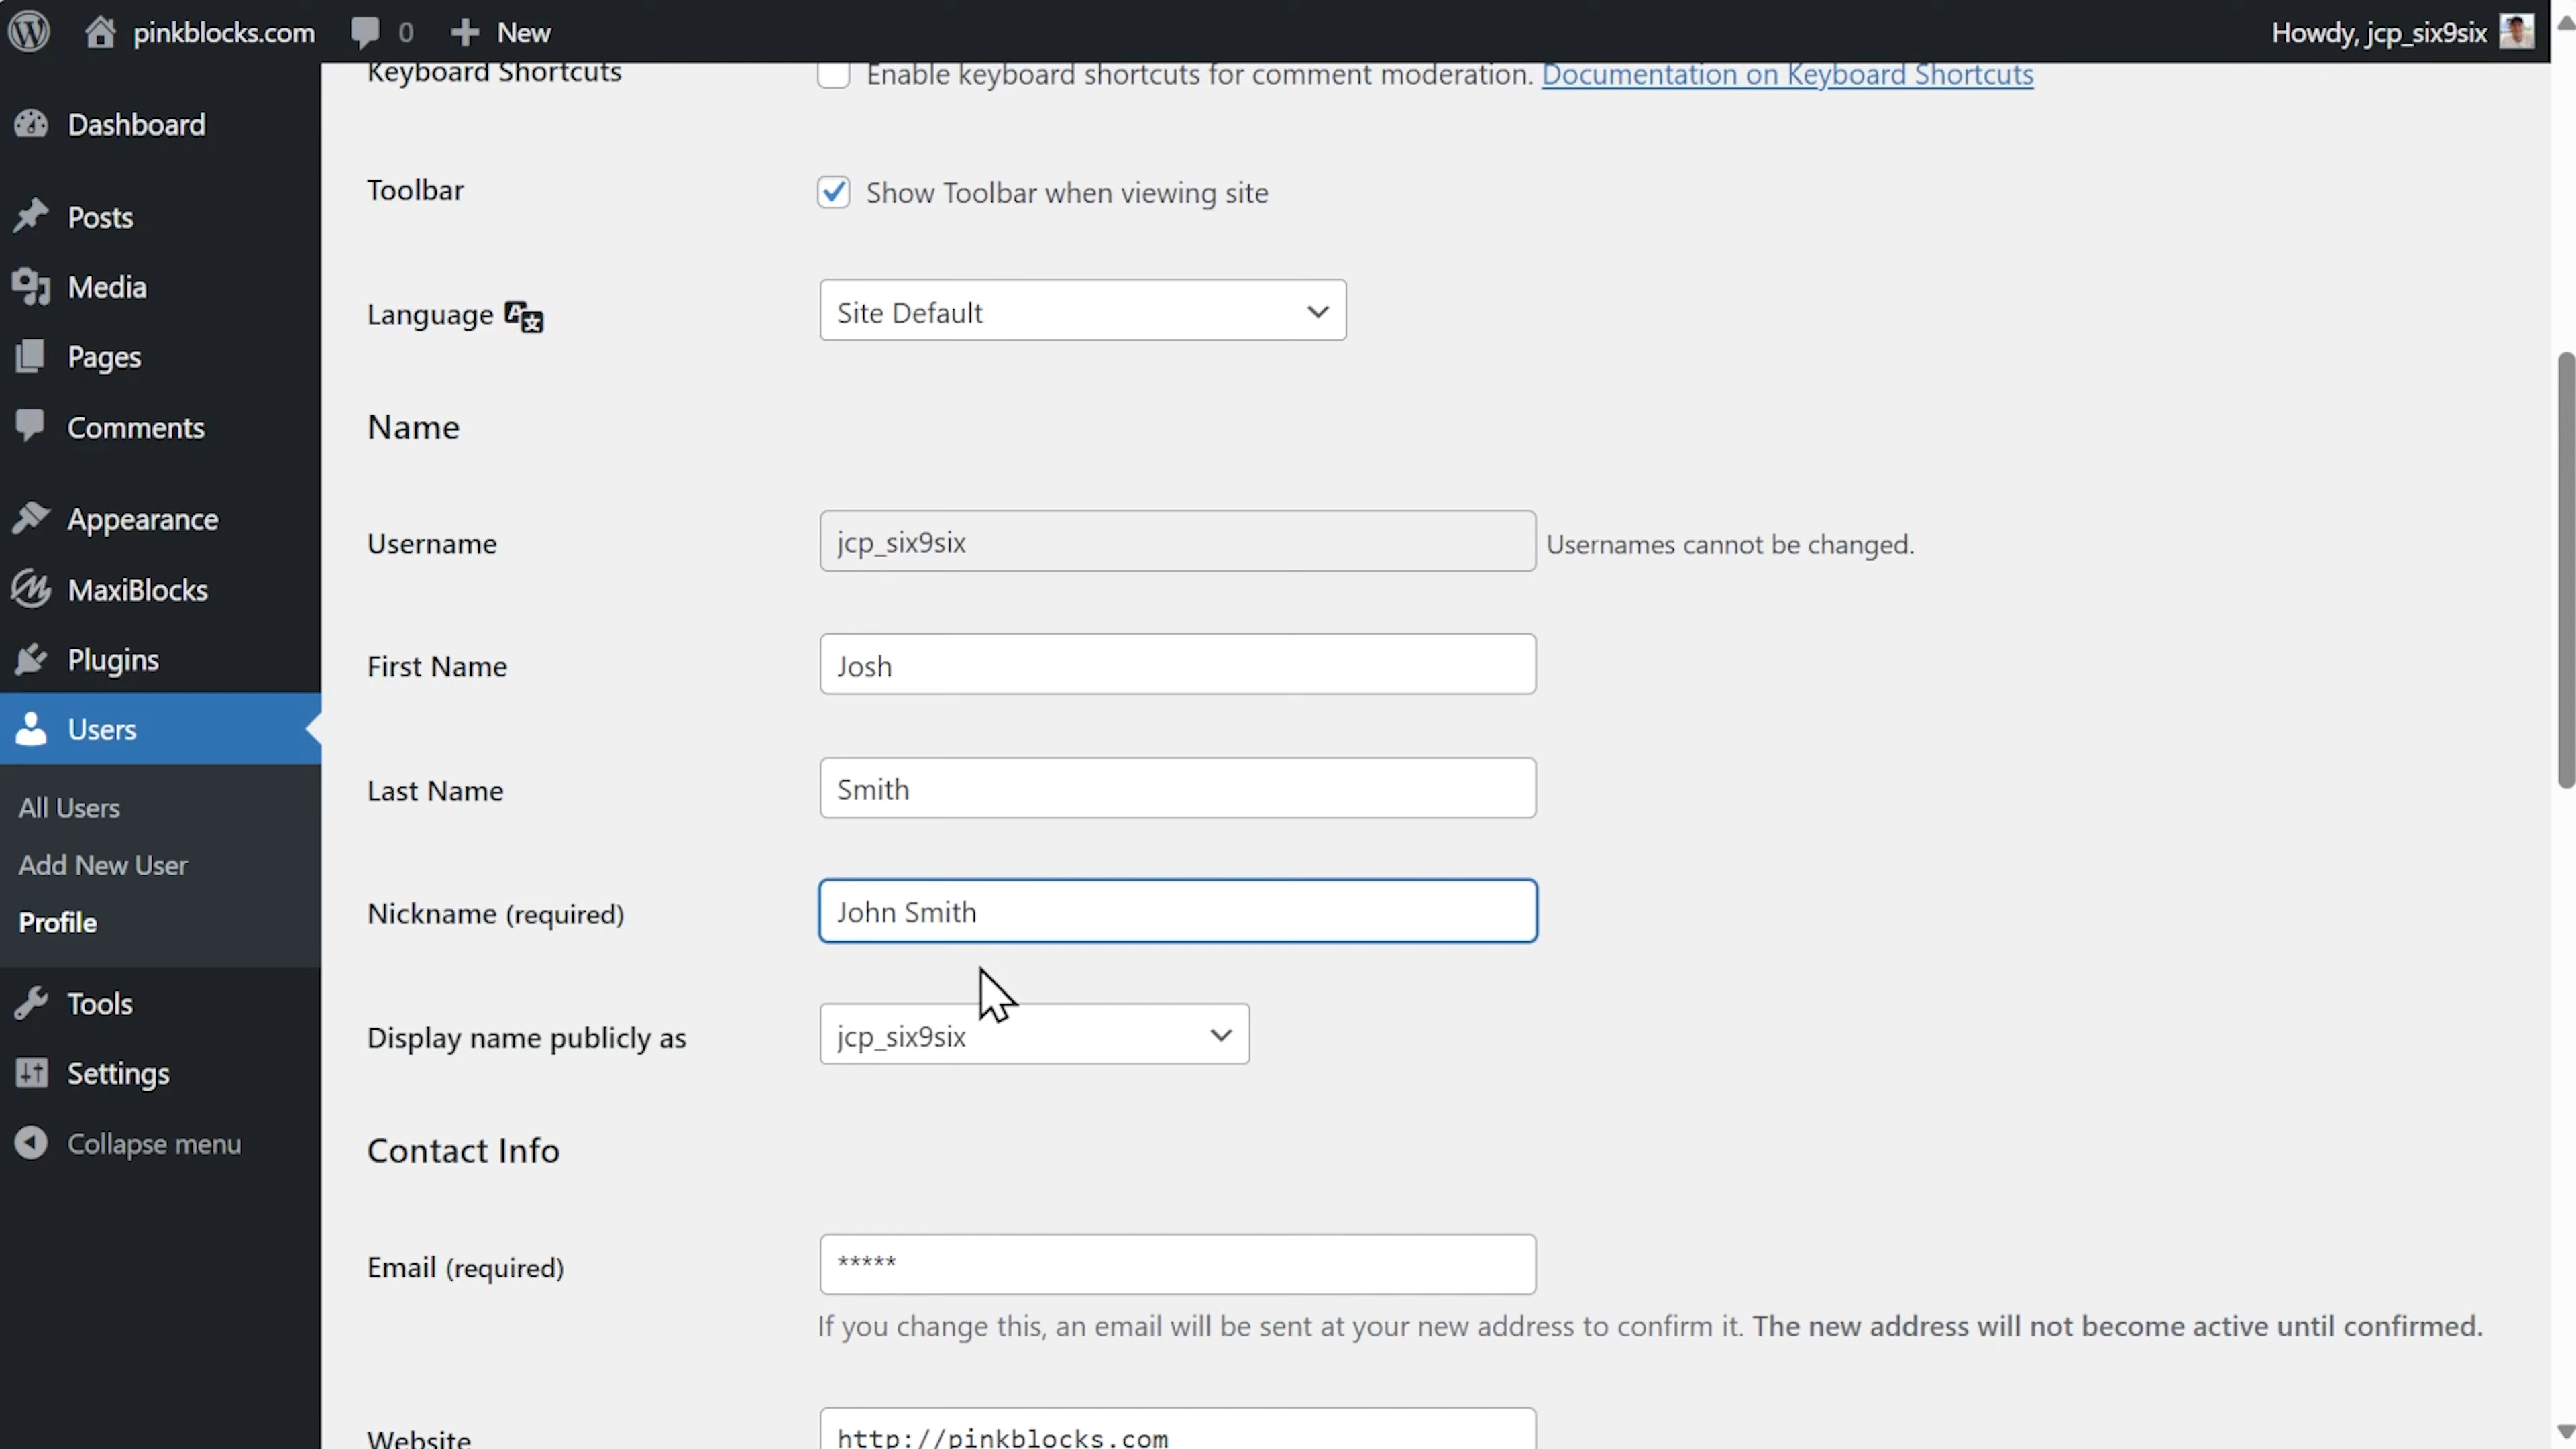 pinkblocks.com 0 New Howdy, jcp_six9six
Keyboard Shortcuts Enable keyboard shortcuts for comment moderation. Documentation on Keyboard Shortcuts
Dashboard
Toolbar Show Toolbar when viewing site
Posts
Media
Language Site Default
Pages
Comments
Name
Appearance
Username jcp_six9six Usernames cannot be changed.
MaxiBlocks
Plugins
First Name Josh
Users
Last Name Smith
All Users
Add New User
Profile
Nickname (required) John Smith
Tools
Display name publicly as jcp_six9six
Settings
Collapse menu
Contact Info
Email (required) *****
If you change this, an email will be sent at your new address to confirm it. The new address will not become active until confirmed.
Website http://pinkblocks.com